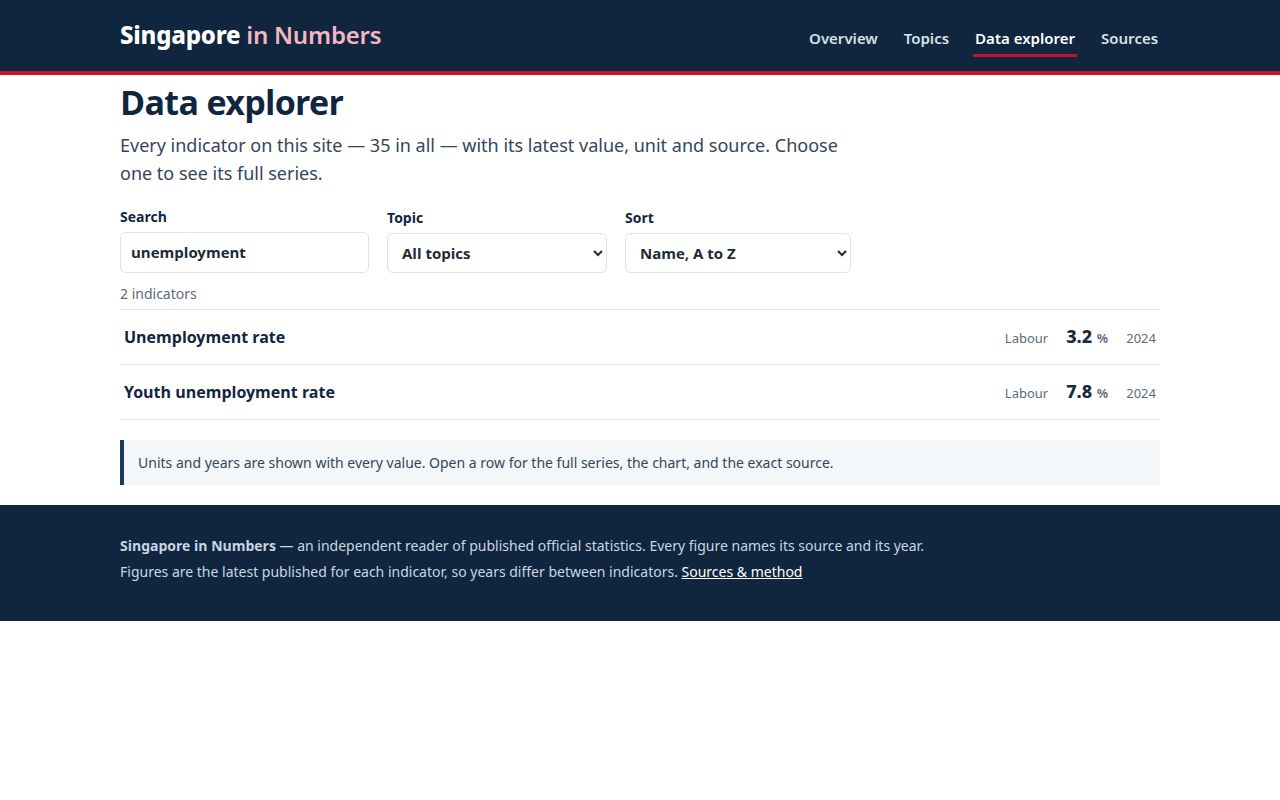 Singapore in Numbers
Overview Topics Data explorer Sources
Data explorer
Every indicator on this site — 35 in all — with its latest value, unit and source. Choose
one to see its full series.
Search Topic Sort
unemployment All topics Name, A to Z
2 indicators
Unemployment rate Labour 3.2 % 2024
Youth unemployment rate Labour 7.8 % 2024
Units and years are shown with every value. Open a row for the full series, the chart, and the exact source.
Singapore in Numbers — an independent reader of published official statistics. Every figure names its source and its year.
Figures are the latest published for each indicator, so years differ between indicators. Sources & method